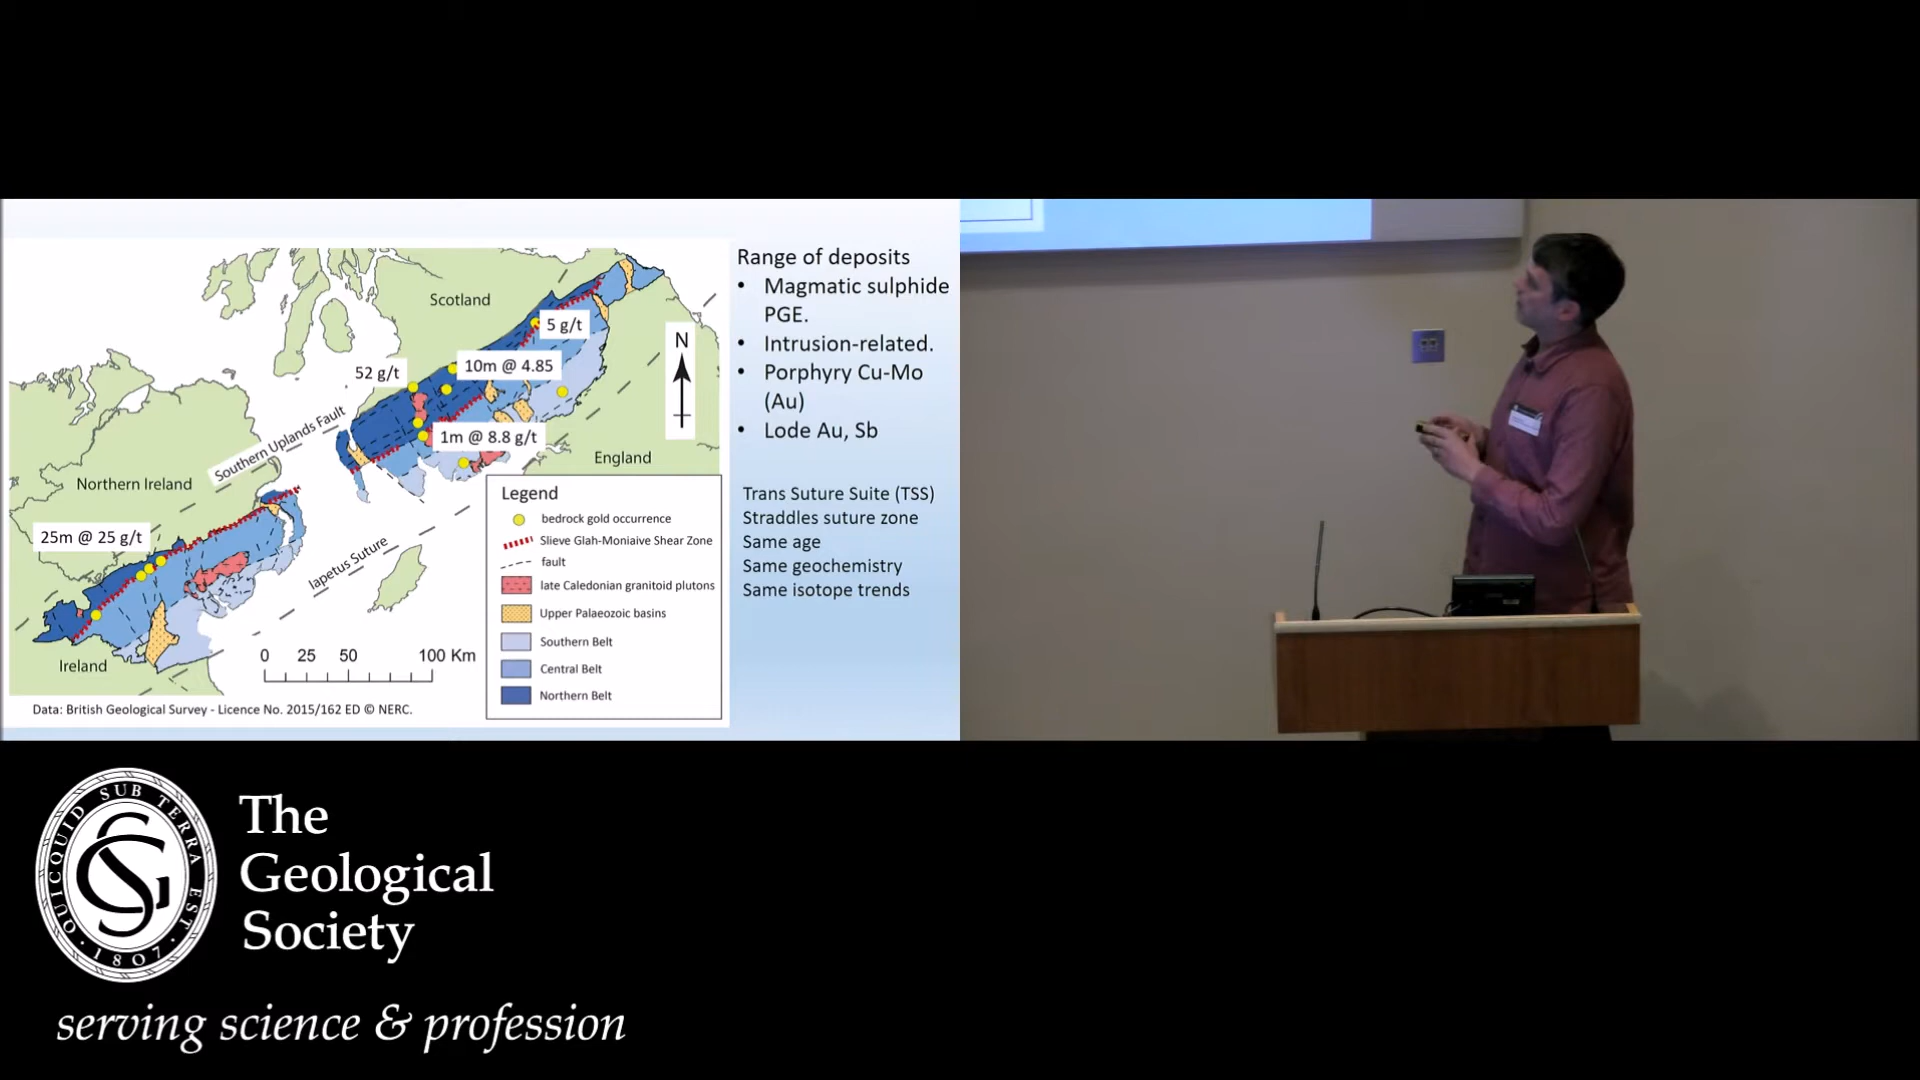 Scotland
5 g/t
N
52 g/t
10m @ 4.85
Southern Uplands Fault
1m @ 8.8 g/t
England
Northern Ireland
25m @ 25 g/t
Iapetus Suture
Ireland
0 25 50 100 Km
Data: British Geological Survey - Licence No. 2015/162 ED © NERC.
Legend
bedrock gold occurrence
Slieve Glah-Moniaive Shear Zone
fault
late Caledonian granitoid plutons
Upper Palaeozoic basins
Southern Belt
Central Belt
Northern Belt
Range of deposits
• Magmatic sulphide
PGE.
• Intrusion-related.
• Porphyry Cu-Mo
(Au)
• Lode Au, Sb
Trans Suture Suite (TSS)
Straddles suture zone
Same age
Same geochemistry
Same isotope trends
QUICQUID SUB TERRA EST
GS
1807
The
Geological
Society
serving science & profession